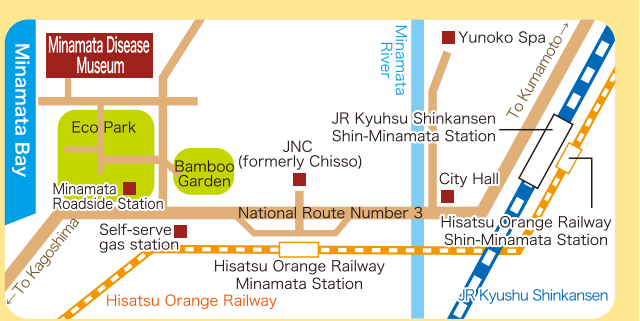 Minamata Bay
Minamata Disease
Museum
Minamata
River
Yunoko Spa
To Kumamoto→
Eco Park
JR Kyuhsu Shinkansen
Shin-Minamata Station
JNC
(formerly Chisso)
Bamboo
Garden
City Hall
Minamata
Roadside Station
National Route Number 3
Hisatsu Orange Railway
Shin-Minamata Station
Self-serve
gas station
←To Kagoshima
Hisatsu Orange Railway
Minamata Station
Hisatsu Orange Railway
JR Kyushu Shinkansen